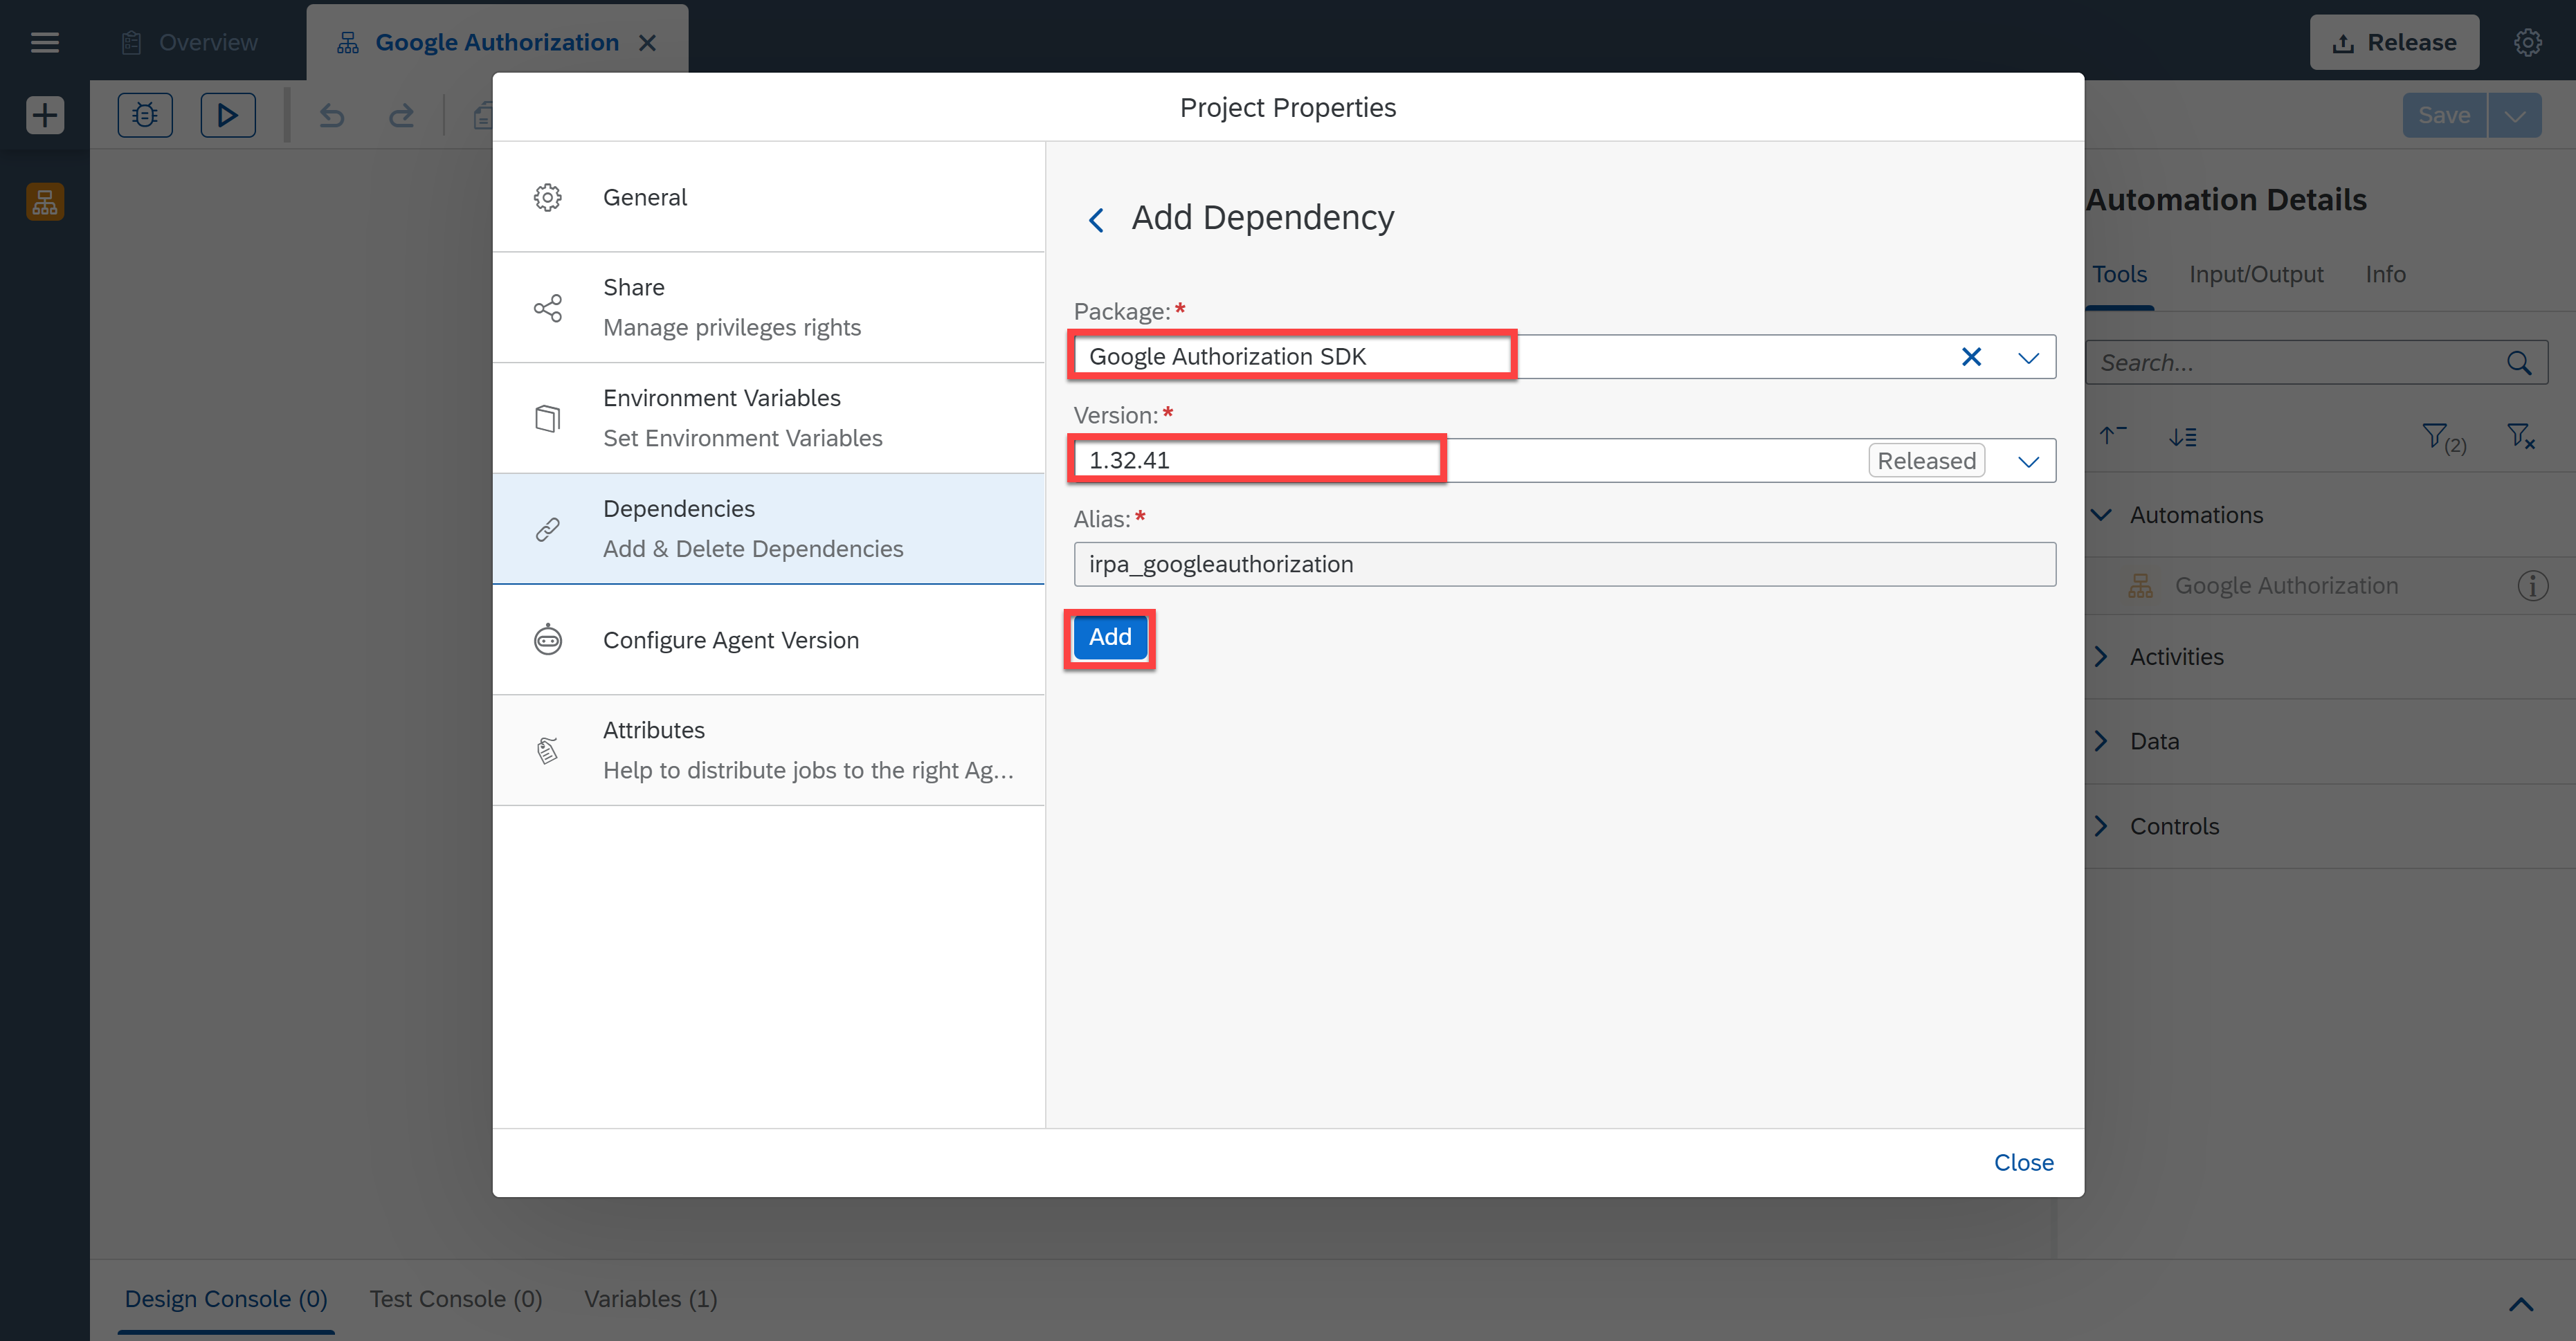 Overview
Google Authorization
Release
Project Properties
Save
General
Share
Manage privileges rights
Environment Variables
Set Environment Variables
Dependencies
Add & Delete Dependencies
Configure Agent Version
Attributes
Help to distribute jobs to the right Ag...
Add Dependency
Package:*
Google Authorization SDK
Version:*
1.32.41
Released
Alias:*
irpa_googleauthorization
Add
Close
Automation Details
Tools
Input/Output
Info
Search...
(2)
Automations
Google Authorization
Activities
Data
Controls
Design Console (0)
Test Console (0)
Variables (1)